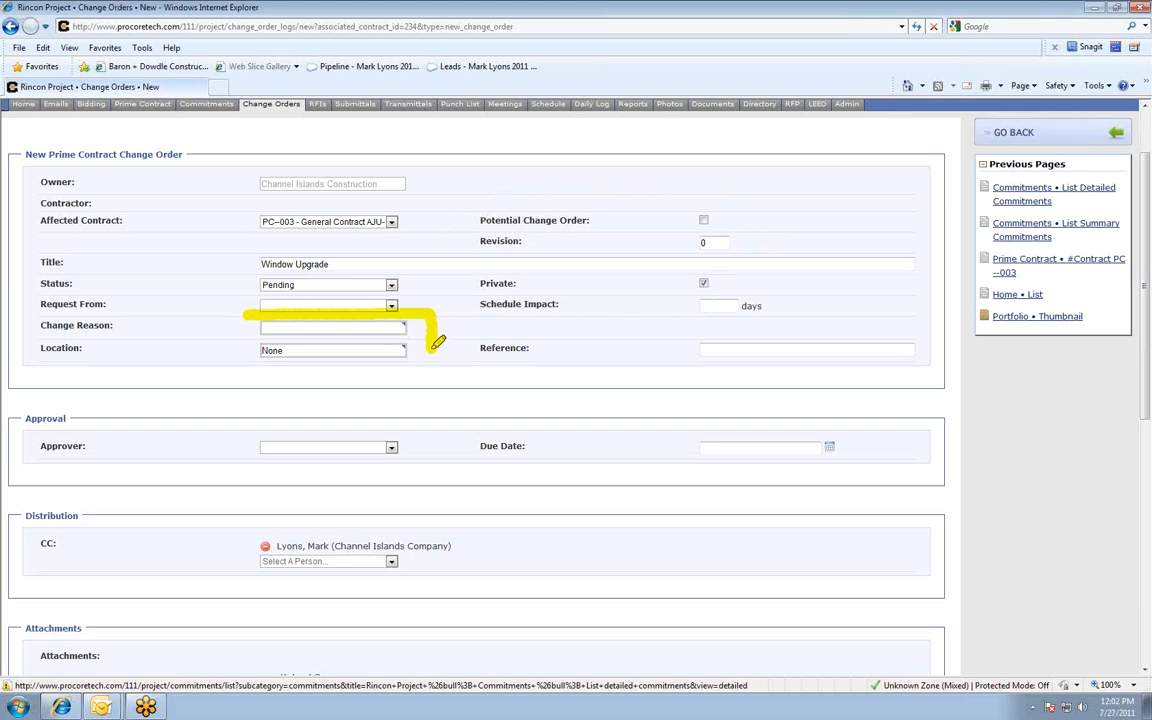 Rincon Project • Change Orders • New - Windows Internet Explorer
http://www.procoretech.com/111/project/change_order_logs/new?associated_contract_id=234&type=new_change_order
Google
File Edit View Favorites Tools Help
Snagit
Favorites Baron + Dowdle Construc... Web Slice Gallery Pipeline - Mark Lyons 201... Leads - Mark Lyons 2011 ...
Rincon Project • Change Orders • New
Page Safety Tools
Home Emails Bidding Prime Contract Commitments Change Orders RFIs Submittals Transmittals Punch List Meetings Schedule Daily Log Reports Photos Documents Directory RFP LEED Admin
GO BACK
New Prime Contract Change Order
Owner: Channel Islands Construction
Contractor:
Affected Contract: PC--003 - General Contract AJU- Potential Change Order:
Revision: 0
Title: Window Upgrade
Status: Pending Private:
Request From: Schedule Impact: days
Change Reason:
Location: None Reference:
Approval
Approver: Due Date:
Distribution
CC: Lyons, Mark (Channel Islands Company)
Select A Person...
Attachments
Attachments:
Previous Pages
Commitments • List Detailed
Commitments
Commitments • List Summary
Commitments
Prime Contract • #Contract PC
--003
Home • List
Portfolio • Thumbnail
http://www.procoretech.com/111/project/commitments/list?subcategory=commitments&title=Rincon+Project+%26bull%3B+Commitments+%26bull%3B+List+detailed+commitments&view=detailed
Unknown Zone (Mixed) | Protected Mode: Off
100%
12:02 PM
7/27/2011